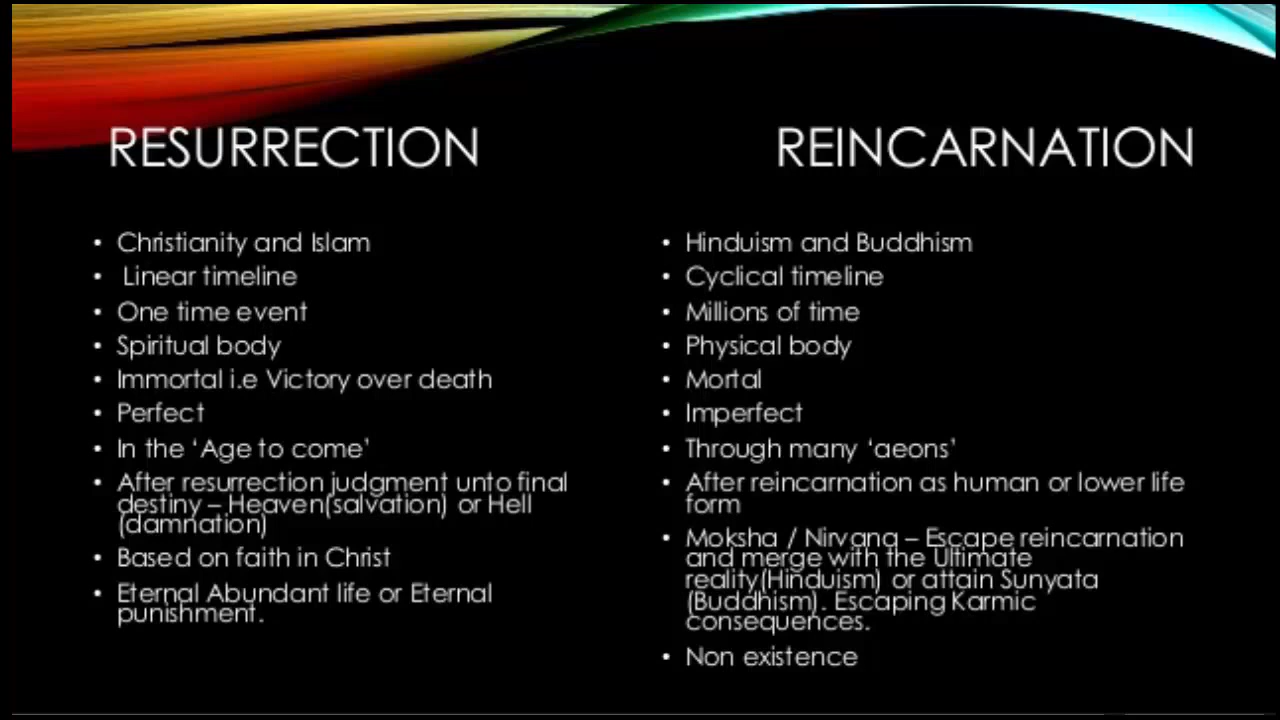 RESURRECTION
• Christianity and Islam
• Linear timeline
• One time event
• Spiritual body
• Immortal i.e Victory over death
• Perfect
• In the ‘Age to come’
• After resurrection judgment unto final
destiny – Heaven(salvation) or Hell
(damnation)
• Based on faith in Christ
• Eternal Abundant life or Eternal
punishment.
REINCARNATION
• Hinduism and Buddhism
• Cyclical timeline
• Millions of time
• Physical body
• Mortal
• Imperfect
• Through many ‘aeons’
• After reincarnation as human or lower life
form
• Moksha / Nirvana – Escape reincarnation
and merge with the Ultimate
reality(Hinduism) or attain Sunyata
(Buddhism). Escaping Karmic
consequences.
• Non existence